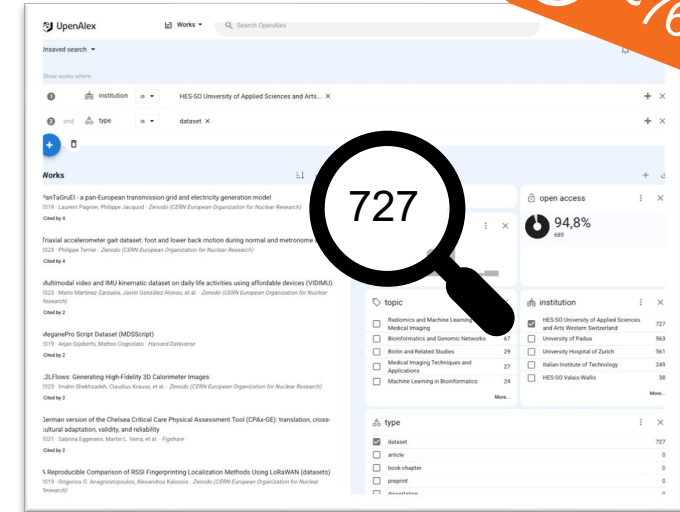 UpenAlex
Works
Search OpenAlex
Unsaved search
Show works where:
1 institution is HES-SO University of Applied Sciences and Arts... ×
2 and type is dataset ×
Works
PanTaGruEl - a pan-European transmission grid and electricity generation model
2019 · Laurent Pagnier, Philippe Jacquod · Zenodo (CERN European Organization for Nuclear Research)
Cited by 4
Triaxial accelerometer gait dataset: foot and lower back motion during normal and metronome
2023 · Philippe Terrier · Zenodo (CERN European Organization for Nuclear Research)
Cited by 4
Multimodal video and IMU kinematic dataset on daily life activities using affordable devices (VIDIMU)
2023 · Mario Martínez-Zarzuela, Javier González-Alonso, et al. · Zenodo (CERN European Organization for Nuclear
Research)
Cited by 2
MeganePro Script Dataset (MDSScript)
2019 · Arjan Gijsberts, Matteo Cognolato · Harvard Dataverse
Cited by 2
L2LFlows: Generating High-Fidelity 3D Calorimeter Images
2023 · Imahn Shekhzadeh, Claudius Krause, et al. · Zenodo (CERN European Organization for Nuclear Research)
Cited by 2
German version of the Chelsea Critical Care Physical Assessment Tool (CPAx-GE): translation, cross-
cultural adaptation, validity, and reliability
2021 · Sabrina Eggmann, Martin L. Verra, et al. · Figshare
Cited by 2
A Reproducible Comparison of RSSI Fingerprinting Localization Methods Using LoRaWAN (datasets)
2019 · Grigorios G. Anagnostopoulos, Alexandros Kalousis · Zenodo (CERN European Organization for Nuclear
Research)
727
open access
94,8%
689
topic
Radiomics and Machine Learning
Medical Imaging
Bioinformatics and Genomic Networks 67
Biotin and Related Studies 29
Medical Imaging Techniques and
Applications 27
Machine Learning in Bioinformatics 24
More...
institution
HES-SO University of Applied Sciences
and Arts Western Switzerland 727
University of Padua 563
University Hospital of Zurich 561
Italian Institute of Technology 249
HES-SO Valais-Wallis 38
More...
type
dataset 727
article 0
book-chapter 0
preprint 0
dissertation 0